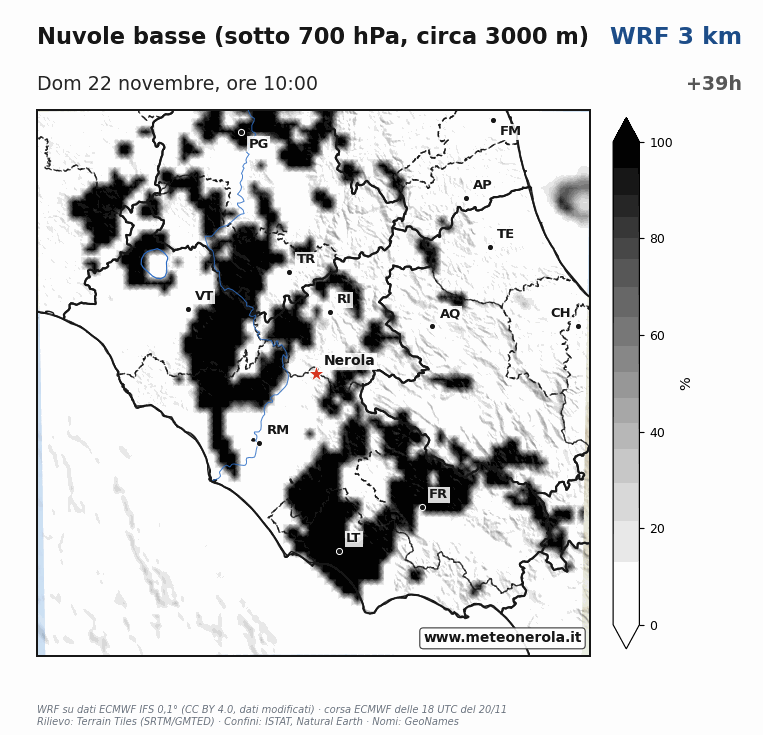 Nuvole basse (sotto 700 hPa, circa 3000 m) WRF 3 km
Dom 22 novembre, ore 10:00 +39h
FM
PG
AP
TE
TR
VT
RI
AQ
CH
Nerola
RM
FR
LT
www.meteonerola.it
100
80
60
40
20
0
%
WRF su dati ECMWF IFS 0,1° (CC BY 4.0, dati modificati) · corsa ECMWF delle 18 UTC del 20/11
Rilievo: Terrain Tiles (SRTM/GMTED) · Confini: ISTAT, Natural Earth · Nomi: GeoNames